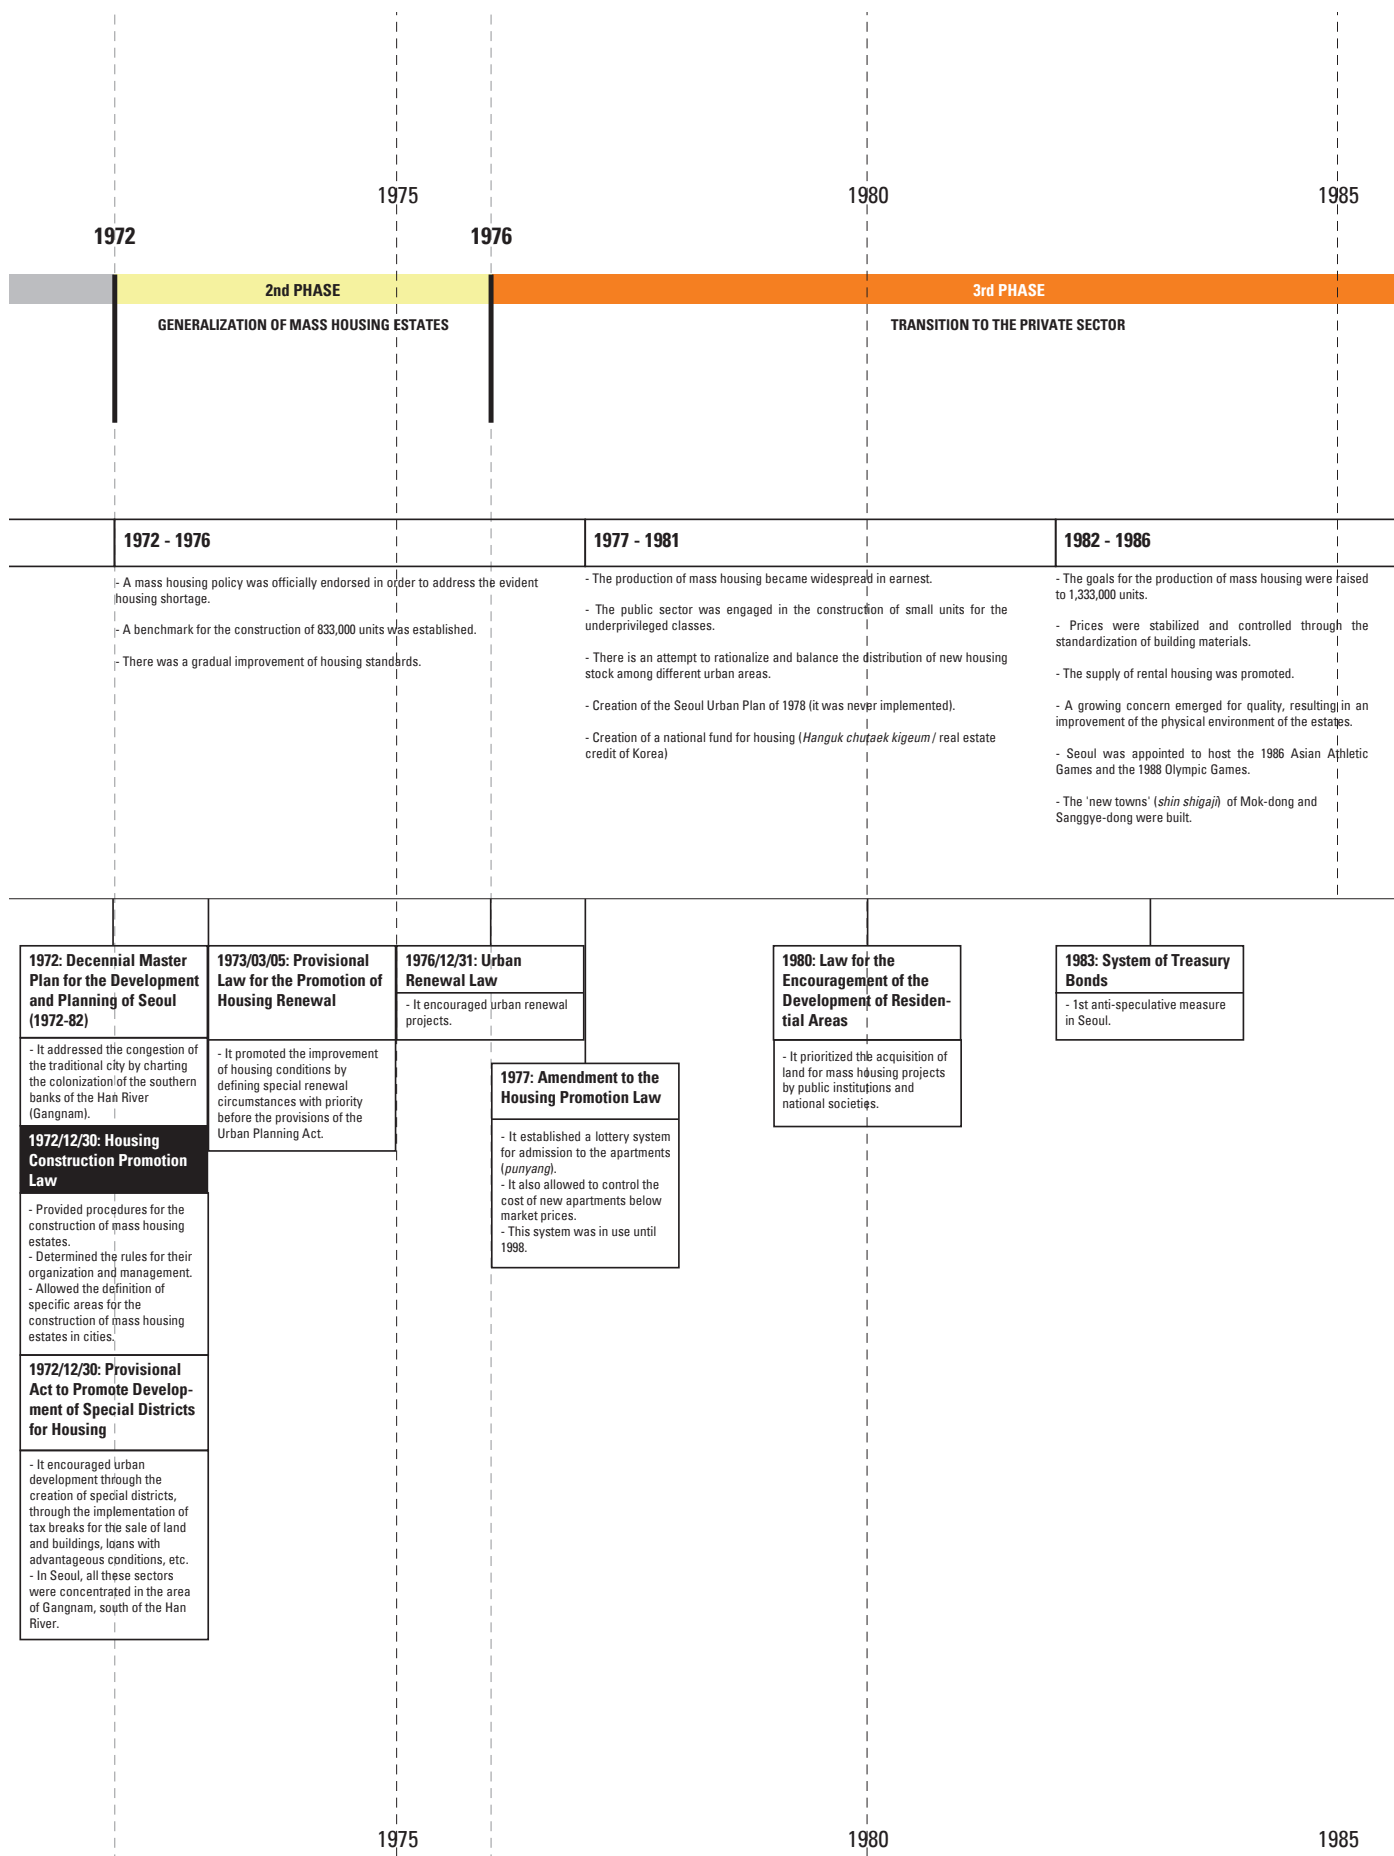 1975
1980
1985
1972
1976
2nd PHASE
3rd PHASE
GENERALIZATION OF MASS HOUSING ESTATES
TRANSITION TO THE PRIVATE SECTOR
1972 - 1976
- A mass housing policy was officially endorsed in order to address the evident
housing shortage.
- A benchmark for the construction of 833,000 units was established.
- There was a gradual improvement of housing standards.
1977 - 1981
- The production of mass housing became widespread in earnest.
- The public sector was engaged in the construction of small units for the
underprivileged classes.
- There is an attempt to rationalize and balance the distribution of new housing
stock among different urban areas.
- Creation of the Seoul Urban Plan of 1978 (it was never implemented).
- Creation of a national fund for housing (Hanguk chutaek kigeum / real estate
credit of Korea)
1982 - 1986
- The goals for the production of mass housing were raised
to 1,333,000 units.
- Prices were stabilized and controlled through the
standardization of building materials.
- The supply of rental housing was promoted.
- A growing concern emerged for quality, resulting in an
improvement of the physical environment of the estates.
- Seoul was appointed to host the 1986 Asian Athletic
Games and the 1988 Olympic Games.
- The 'new towns' (shin shigaji) of Mok-dong and
Sanggye-dong were built.
1972: Decennial Master
Plan for the Development
and Planning of Seoul
(1972-82)
- It addressed the congestion of
the traditional city by charting
the colonization of the southern
banks of the Han River
(Gangnam).
1972/12/30: Housing
Construction Promotion
Law
- Provided procedures for the
construction of mass housing
estates.
- Determined the rules for their
organization and management.
- Allowed the definition of
specific areas for the
construction of mass housing
estates in cities.
1972/12/30: Provisional
Act to Promote Develop-
ment of Special Districts
for Housing
- It encouraged urban
development through the
creation of special districts,
through the implementation of
tax breaks for the sale of land
and buildings, loans with
advantageous conditions, etc.
- In Seoul, all these sectors
were concentrated in the area
of Gangnam, south of the Han
River.
1973/03/05: Provisional
Law for the Promotion of
Housing Renewal
- It promoted the improvement
of housing conditions by
defining special renewal
circumstances with priority
before the provisions of the
Urban Planning Act.
1976/12/31: Urban
Renewal Law
- It encouraged urban renewal
projects.
1977: Amendment to the
Housing Promotion Law
- It established a lottery system
for admission to the apartments
(punyang).
- It also allowed to control the
cost of new apartments below
market prices.
- This system was in use until
1998.
1980: Law for the
Encouragement of the
Development of Residen-
tial Areas
- It prioritized the acquisition of
land for mass housing projects
by public institutions and
national societies.
1983: System of Treasury
Bonds
- 1st anti-speculative measure
in Seoul.
1975
1980
1985